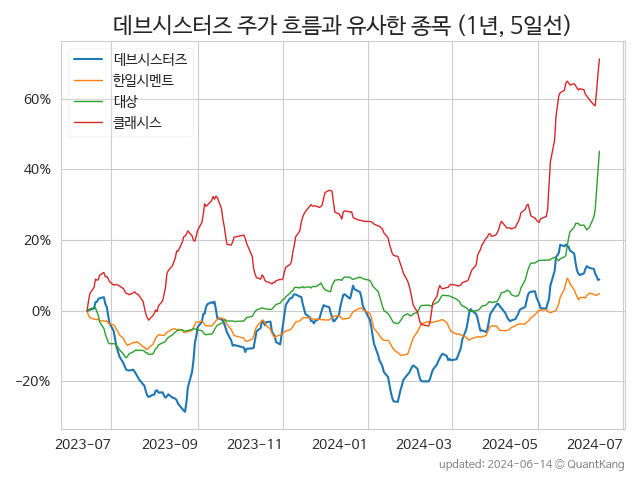 데브시스터즈 주가 흐름과 유사한 종목 (1년, 5일선)
데브시스터즈
한일시멘트
대상
클래시스
60%
40%
20%
0%
−20%
2023−07 2023−09 2023−11 2024−01 2024−03 2024−05 2024−07
updated: 2024-06-14 © QuantKang